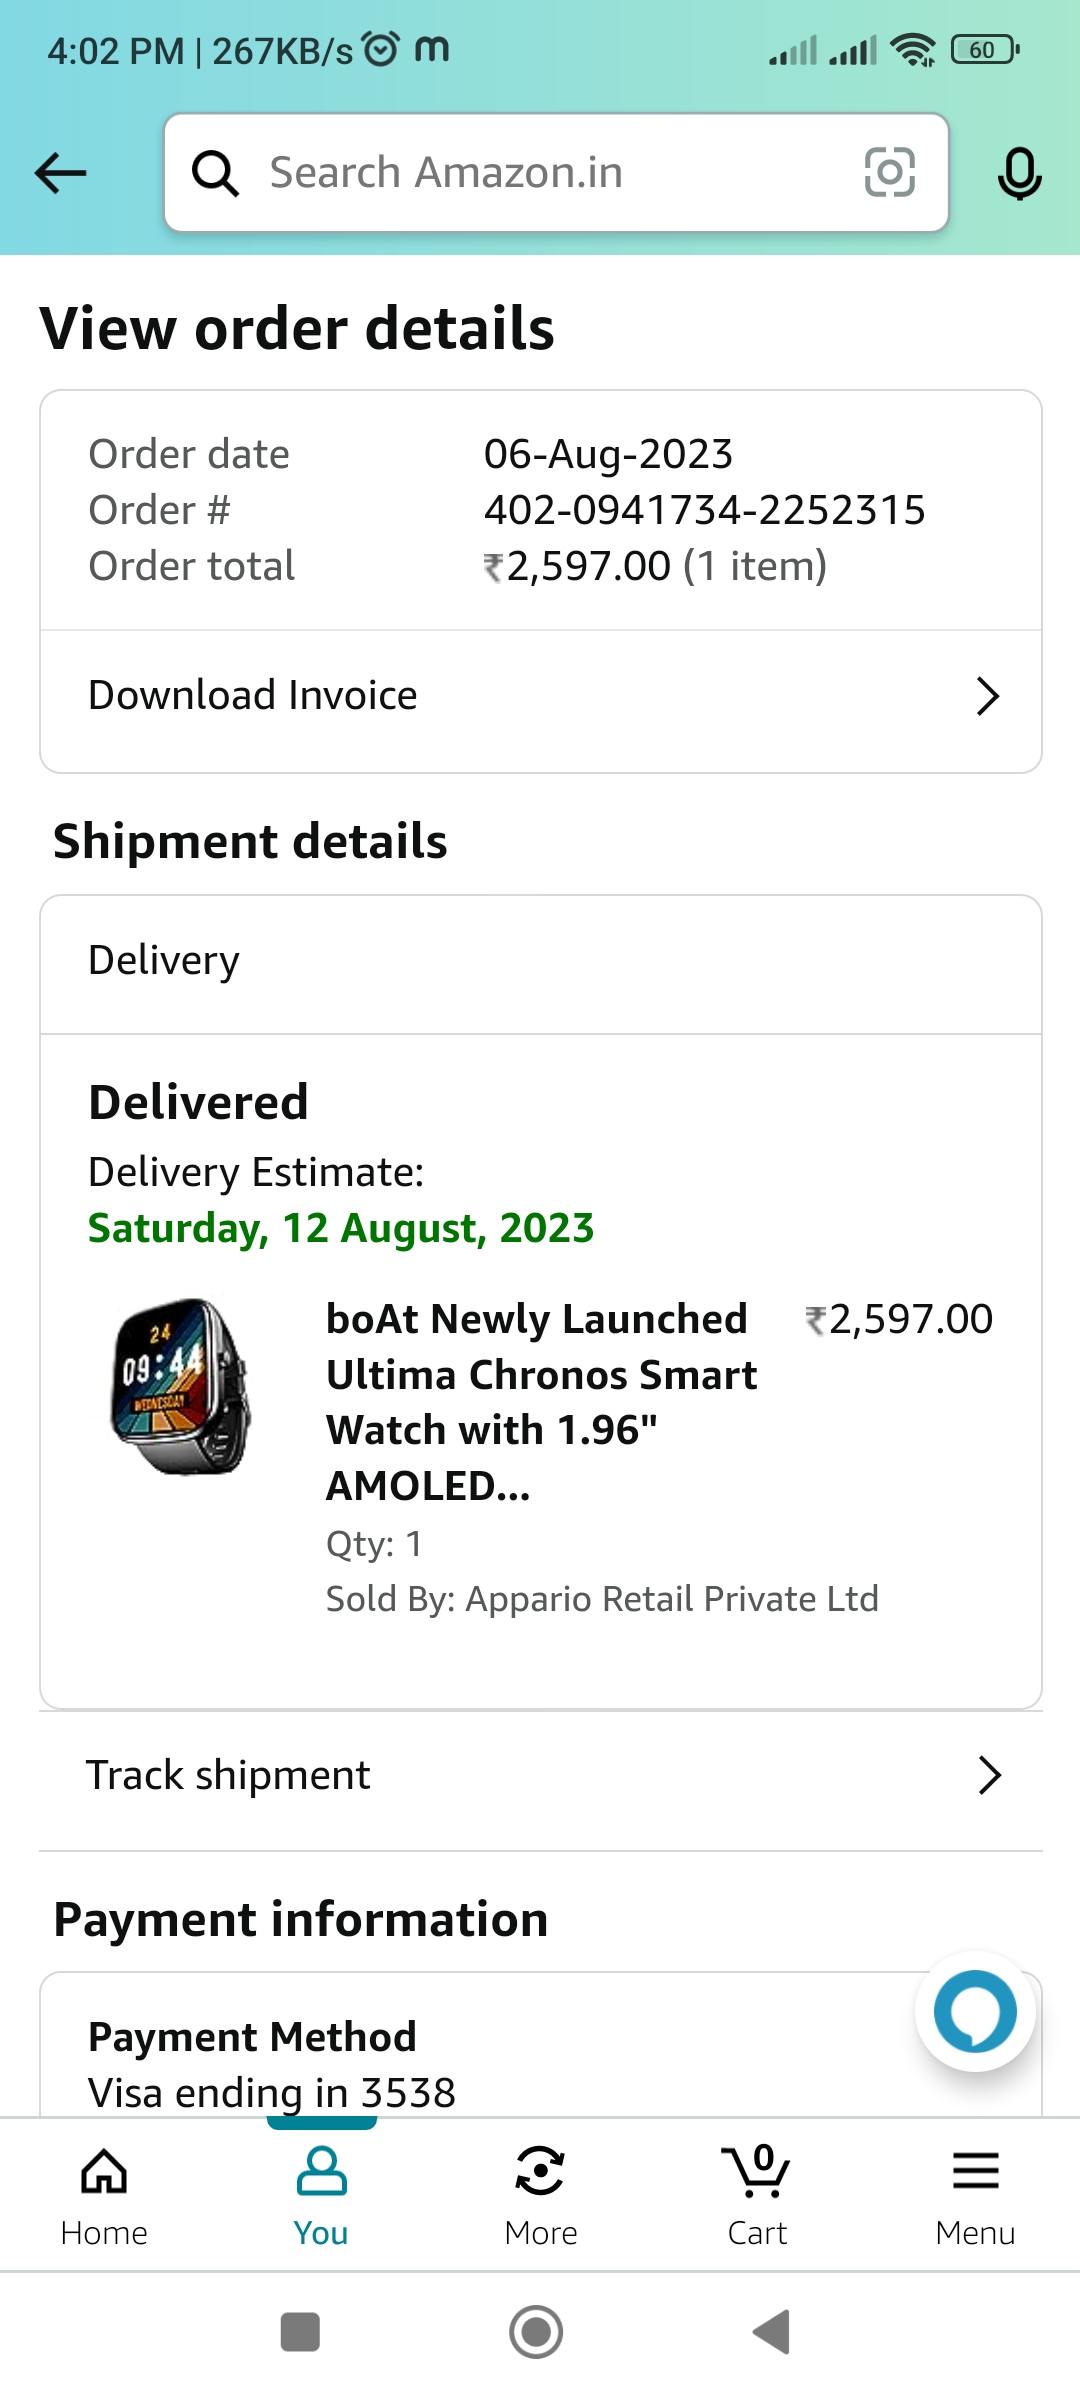 4:02 PM | 267KB/s m
60
Search Amazon.in
View order details
Order date 06-Aug-2023
Order # 402-0941734-2252315
Order total ₹2,597.00 (1 item)
Download Invoice
Shipment details
Delivery
Delivered
Delivery Estimate:
Saturday, 12 August, 2023
24
09:44
WEDNESDAY
boAt Newly Launched ₹2,597.00
Ultima Chronos Smart
Watch with 1.96"
AMOLED...
Qty: 1
Sold By: Appario Retail Private Ltd
Track shipment
Payment information
Payment Method
Visa ending in 3538
0
Home You More Cart Menu